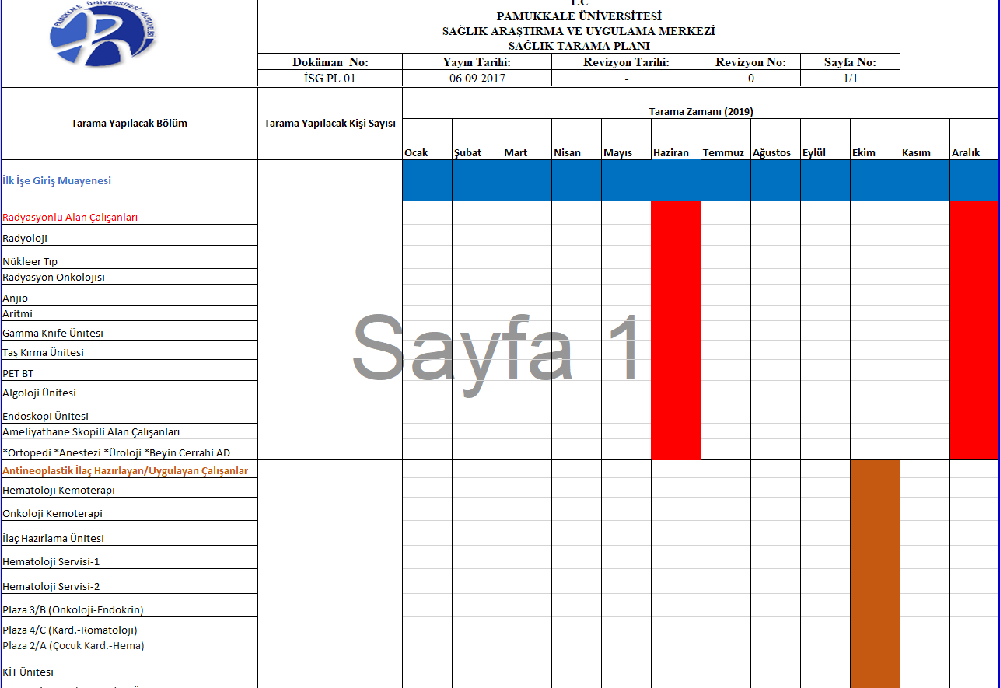 PAMUKKALE ÜNİVERSİTESİ HASTANELERİ
T.C
PAMUKKALE ÜNİVERSİTESİ
SAĞLIK ARAŞTIRMA VE UYGULAMA MERKEZİ
SAĞLIK TARAMA PLANI
Doküman No: Yayın Tarihi: Revizyon Tarihi: Revizyon No: Sayfa No:
İSG.PL.01 06.09.2017 - 0 1/1
Tarama Yapılacak Bölüm Tarama Yapılacak Kişi Sayısı Tarama Zamanı (2019)
Ocak Şubat Mart Nisan Mayıs Haziran Temmuz Ağustos Eylül Ekim Kasım Aralık
İlk İşe Giriş Muayenesi
Radyasyonlu Alan Çalışanları
Radyoloji
Nükleer Tıp
Radyasyon Onkolojisi
Anjio
Aritmi
Gamma Knife Ünitesi
Taş Kırma Ünitesi
Sayfa 1
PET BT
Algoloji Ünitesi
Endoskopi Ünitesi
Ameliyathane Skopili Alan Çalışanları
*Ortopedi *Anestezi *Üroloji *Beyin Cerrahi AD
Antineoplastik İlaç Hazırlayan/Uygulayan Çalışanlar
Hematoloji Kemoterapi
Onkoloji Kemoterapi
İlaç Hazırlama Ünitesi
Hematoloji Servisi-1
Hematoloji Servisi-2
Plaza 3/B (Onkoloji-Endokrin)
Plaza 4/C (Kard.-Romatoloji)
Plaza 2/A (Çocuk Kard.-Hema)
KİT Ünitesi